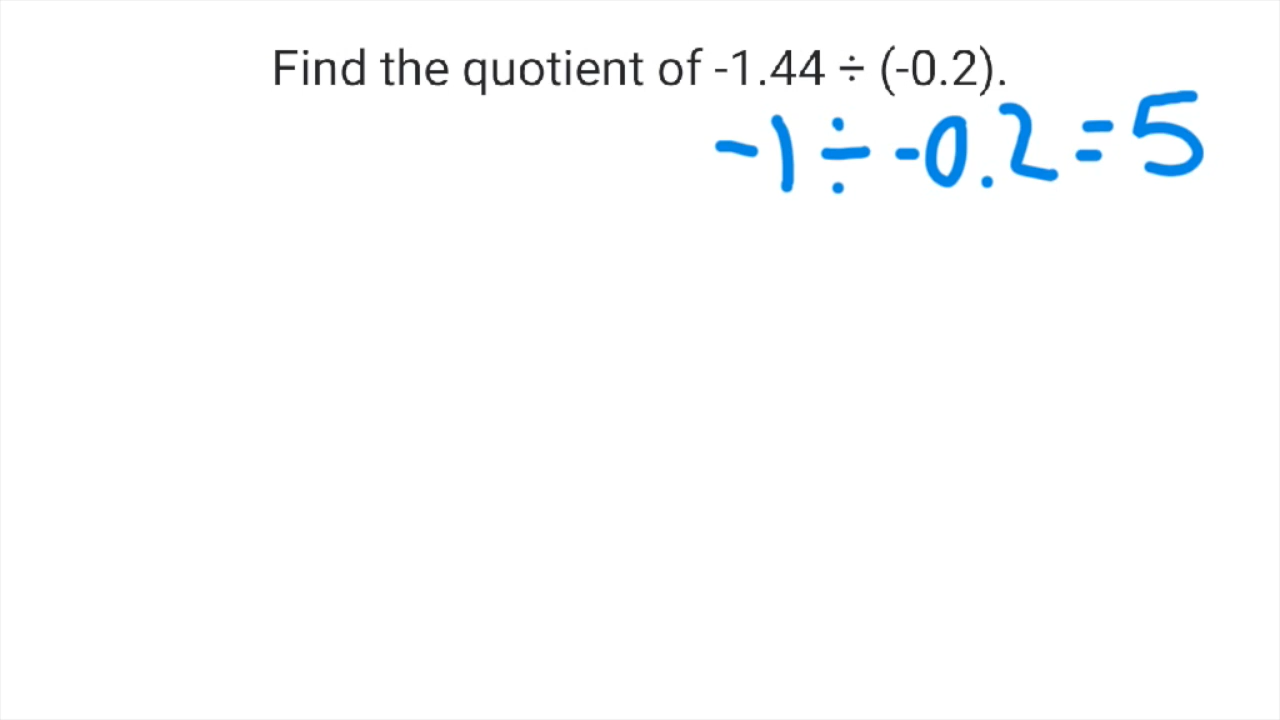 Find the quotient of -1.44 ÷ (-0.2).
-1 ÷ -0.2 = 5